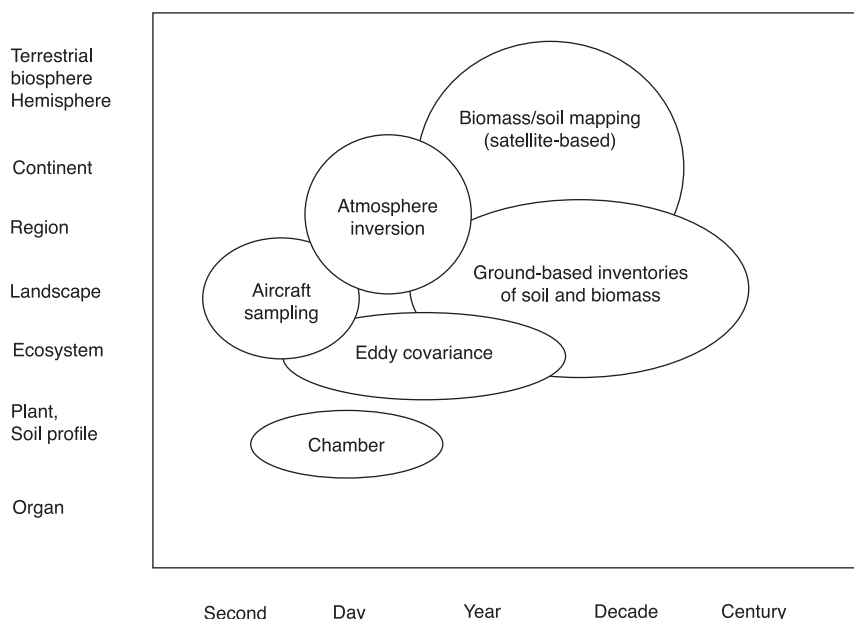 Terrestrial
biosphere
Hemisphere
Continent
Region
Landscape
Ecosystem
Plant,
Soil profile
Organ
Biomass/soil mapping
(satellite-based)
Atmosphere
inversion
Ground-based inventories
of soil and biomass
Aircraft
sampling
Eddy covariance
Chamber
Second
Day
Year
Decade
Century